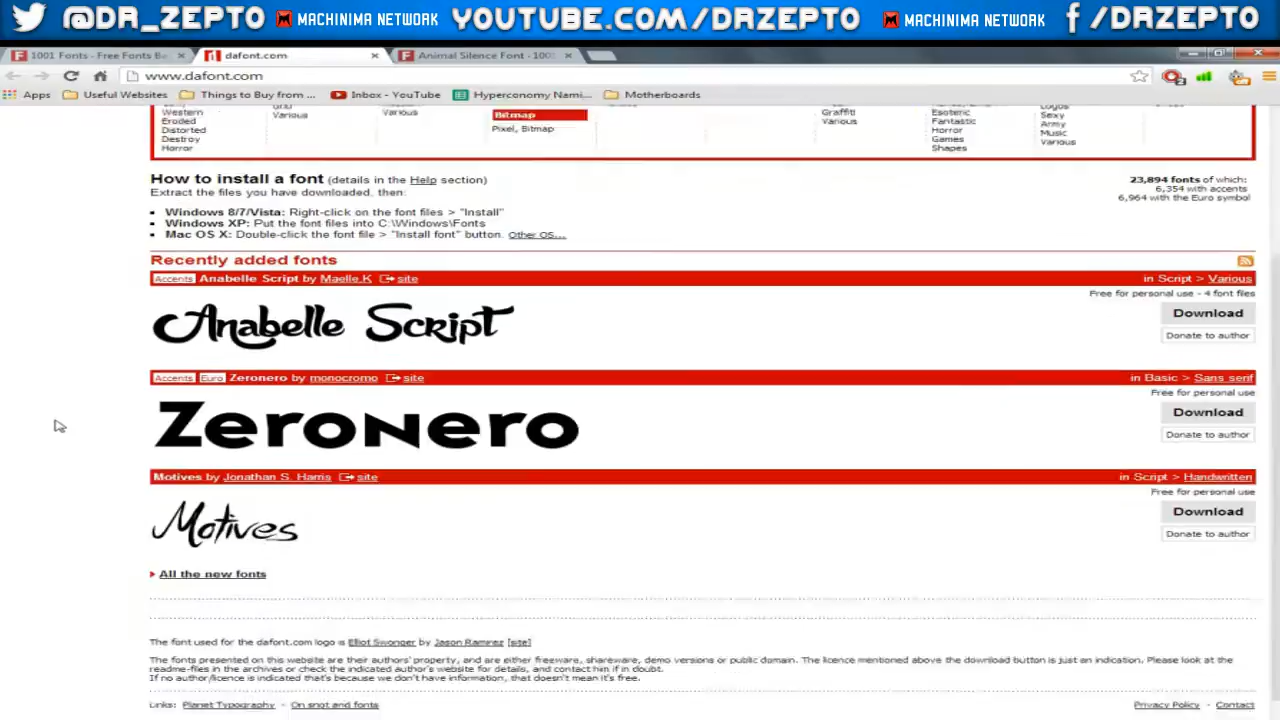 @DR_ZEPTO MACHINIMA NETWORK YOUTUBE.COM/DRZEPTO MACHINIMA NETWORK f /DRZEPTO
1001 Fonts - Free Fonts Be dafont.com Animal Silence Font - 100
www.dafont.com
Apps Useful Websites Things to Buy from ... Inbox - YouTube Hyperconomy Nami... Motherboards
Western
Eroded
Distorted
Destroy
Horror
Various
Various
Bitmap
Pixel, Bitmap
Graffiti
Various
Esoteric
Fantastic
Horror
Games
Shapes
Logos
Sexy
Army
Music
Various
How to install a font (details in the Help section)
Extract the files you have downloaded, then:
Windows 8/7/Vista: Right-click on the font files > "Install"
Windows XP: Put the font files into C:\Windows\Fonts
Mac OS X: Double-click the font file > "Install font" button. Other OS...
23,894 fonts of which:
6,354 with accents
6,964 with the Euro symbol
Recently added fonts
Accents Anabelle Script by Maelle.K site in Script > Various
Free for personal use - 4 font files
Anabelle Script
Download
Donate to author
Accents Euro Zeronero by monocromo site in Basic > Sans serif
Free for personal use
Zeronero
Download
Donate to author
Motives by Jonathan S. Harris site in Script > Handwritten
Free for personal use
Motives
Download
Donate to author
All the new fonts
The font used for the dafont.com logo is Elliot Swonger by Jason Ramirez [site]
The fonts presented on this website are their authors' property, and are either freeware, shareware, demo versions or public domain. The licence mentioned above the download button is just an indication. Please look at the
readme-files in the archives or check the indicated author's website for details, and contact him if in doubt.
If no author/licence is indicated that's because we don't have information, that doesn't mean it's free.
Links: Planet Typography - On snot and fonts Privacy Policy - Contact